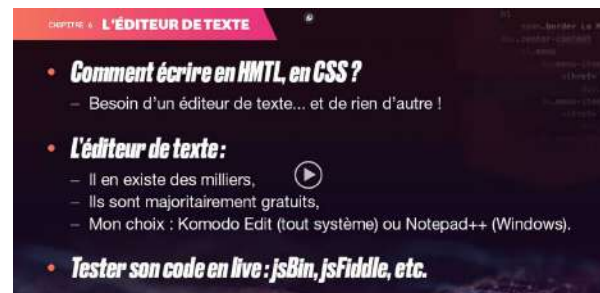 CHPITRE 6 L'ÉDITEUR DE TEXTE
• Comment écrire en HMTL, en CSS ?
– Besoin d'un éditeur de texte... et de rien d'autre !
• L'éditeur de texte :
– Il en existe des milliers,
– Ils sont majoritairement gratuits,
– Mon choix : Komodo Edit (tout système) ou Notepad++ (Windows).
• Tester son code en live : jsBin, jsFiddle, etc.